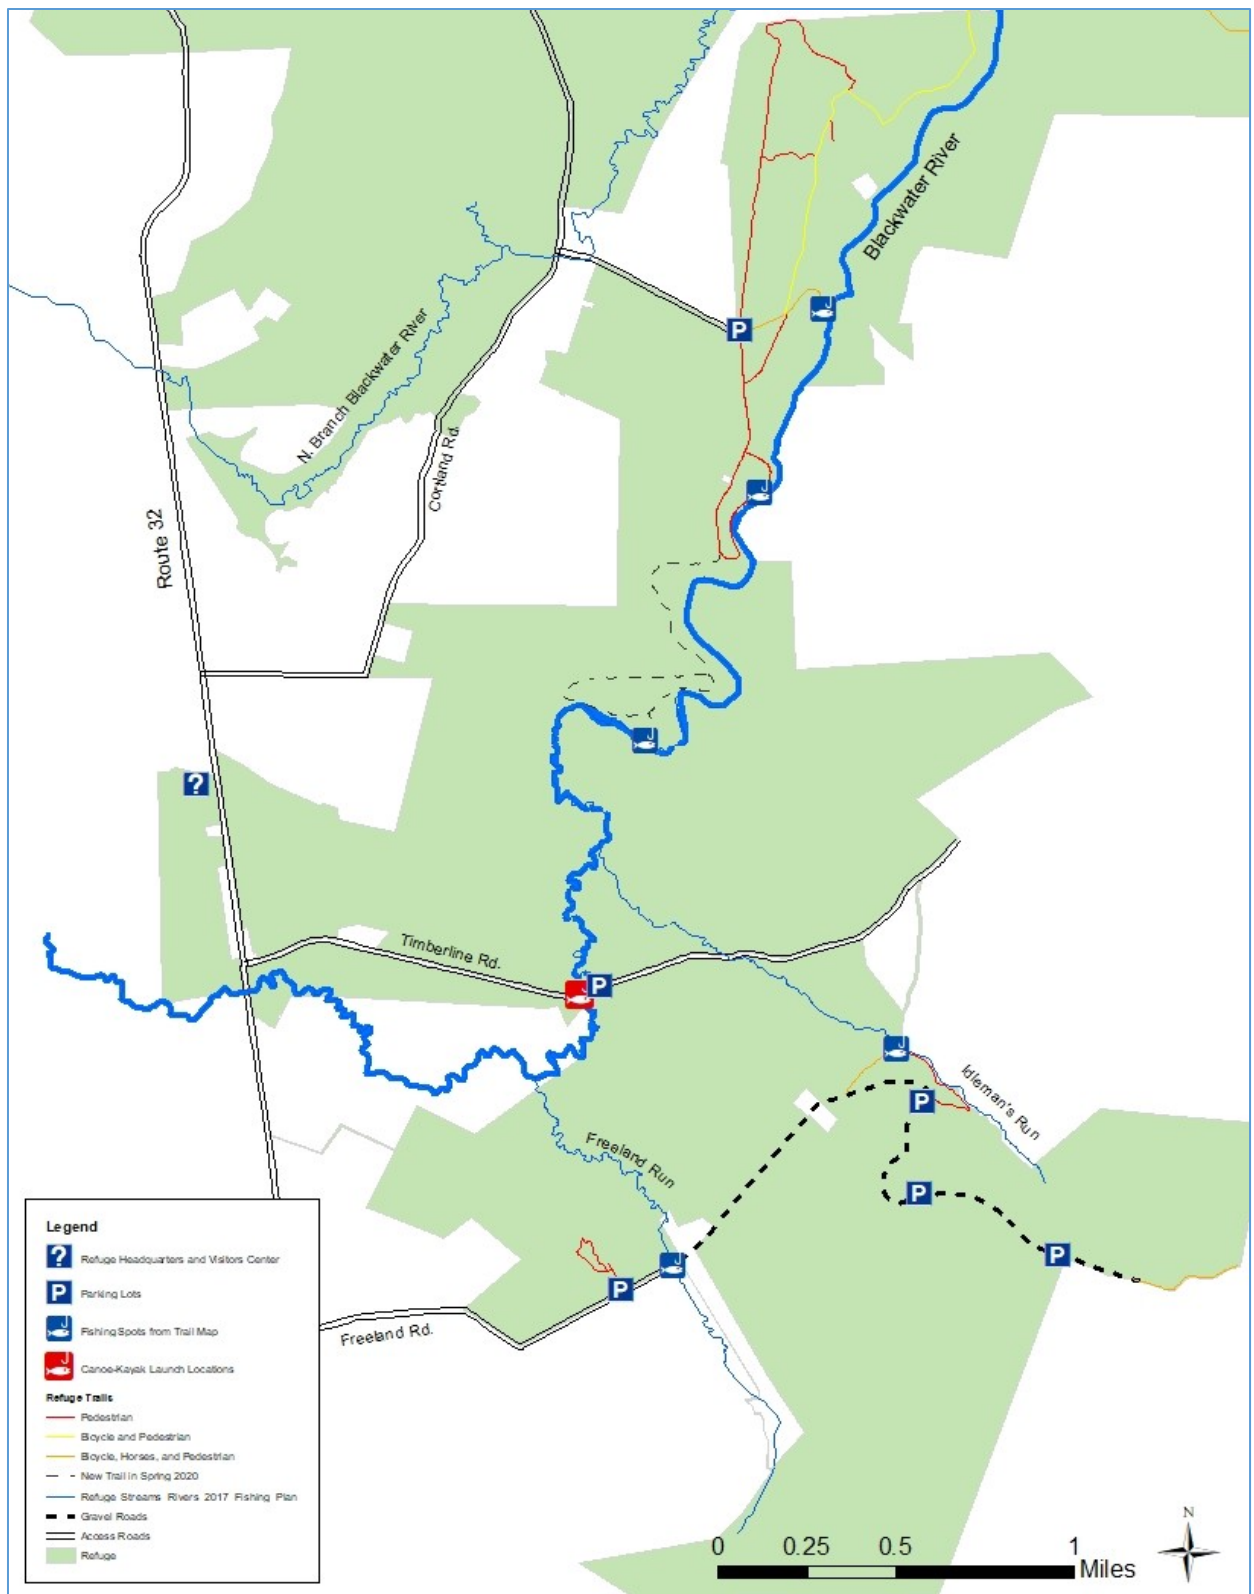 Blackwater River
N. Branch Blackwater River
Cortland Rd.
Route 32
P
?
Timberline Rd.
P
Idleman's Run
P
Freeland Run
P
P
P
Freeland Rd.
Legend
? Refuge Headquarters and Visitors Center
P Parking Lots
Fishing Spots from Trail Map
Canoe-Kayak Launch Locations
Refuge Trails
Pedestrian
Bicycle and Pedestrian
Bicycle, Horses, and Pedestrian
New Trail in Spring 2020
Refuge Streams Rivers 2017 Fishing Plan
Gravel Roads
Access Roads
Refuge
N
0 0.25 0.5 1
Miles